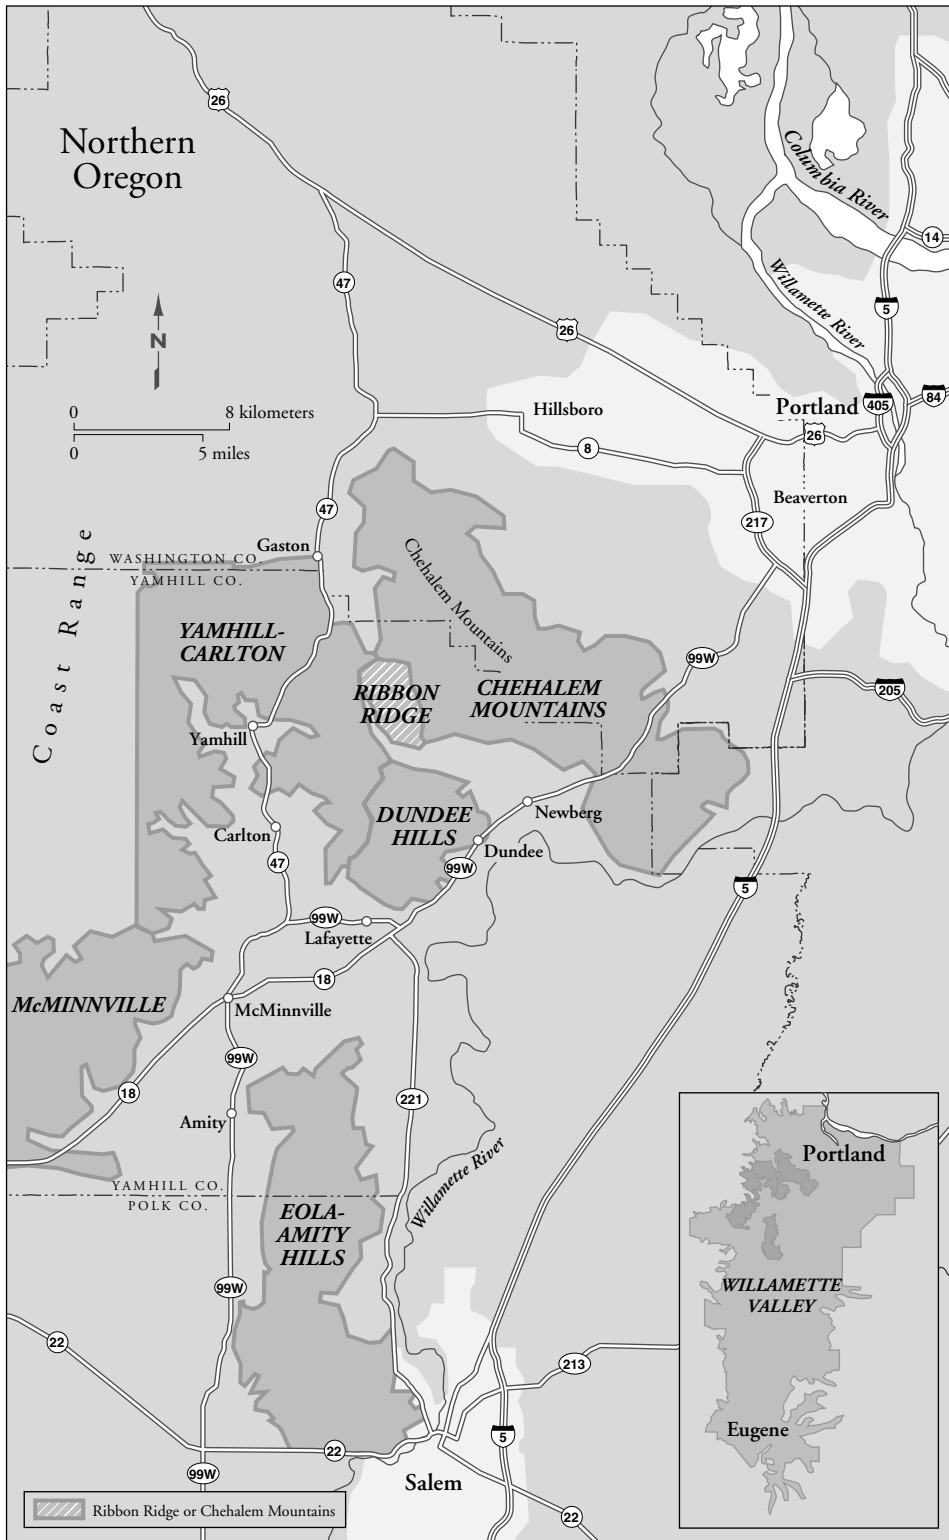 26
Northern
Oregon
Columbia River
14
47
Willamette River
5
26
N
0
8 kilometers
0
5 miles
Hillsboro
8
Portland
405
84
26
Beaverton
217
47
Gaston
WASHINGTON CO.
YAMHILL CO.
Coast Range
Chehalem Mountains
YAMHILL-
CARLTON
99W
205
RIBBON
RIDGE
CHEHALEM
MOUNTAINS
Yamhill
Carlton
47
DUNDEE
HILLS
Newberg
Dundee
99W
5
99W
Lafayette
18
McMINNVILLE
McMinnville
99W
18
221
Amity
Willamette River
YAMHILL CO.
POLK CO.
EOLA-
AMITY
HILLS
99W
22
213
5
22
Salem
99W
22
Portland
WILLAMETTE
VALLEY
Eugene
Ribbon Ridge or Chehalem Mountains